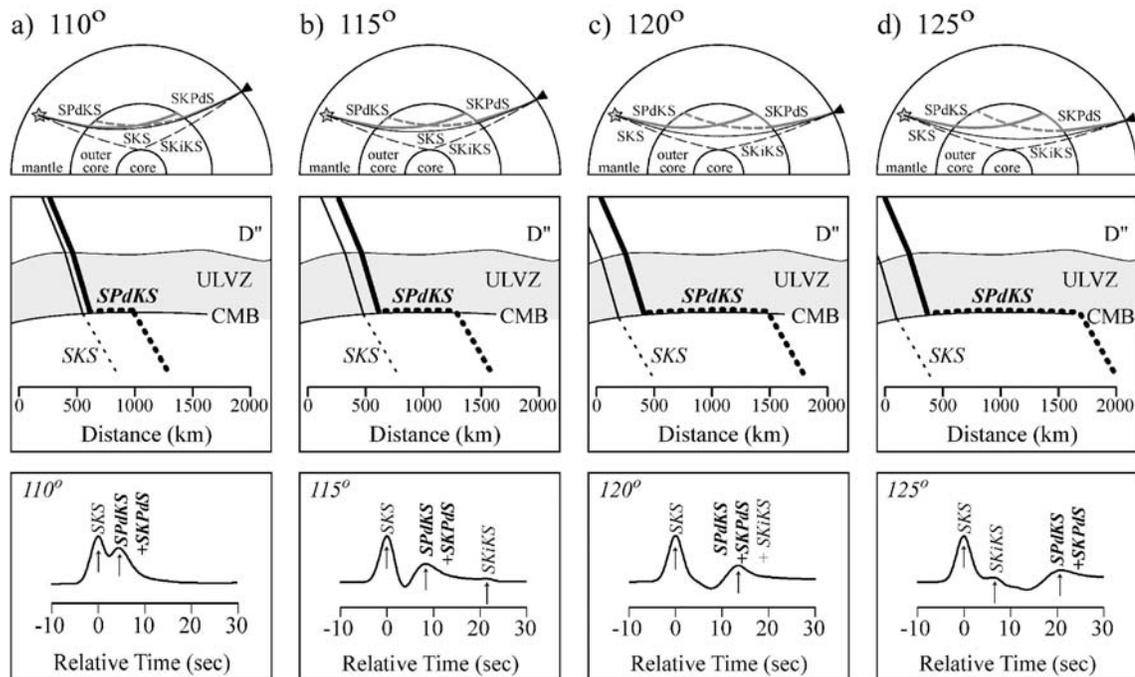 a) 110°
SPdKS
SKPdS
SKS
SKiKS
mantle
outer
core
core
D"
ULVZ
SPdKS
CMB
SKS
0 500 1000 1500 2000
Distance (km)
110°
SKS
SPdKS
+SKPdS
-10 0 10 20 30
Relative Time (sec)
b) 115°
SPdKS
SKPdS
SKS
SKiKS
mantle
outer
core
core
D"
ULVZ
SPdKS
CMB
SKS
0 500 1000 1500 2000
Distance (km)
115°
SKS
SPdKS
+SKPdS
SKiKS
-10 0 10 20 30
Relative Time (sec)
c) 120°
SPdKS
SKPdS
SKS
SKiKS
mantle
outer
core
core
D"
ULVZ
SPdKS
CMB
SKS
0 500 1000 1500 2000
Distance (km)
120°
SKS
SPdKS
+SKPdS
+ SKiKS
-10 0 10 20 30
Relative Time (sec)
d) 125°
SPdKS
SKPdS
SKS
SKiKS
mantle
outer
core
core
D"
ULVZ
SPdKS
CMB
SKS
0 500 1000 1500 2000
Distance (km)
125°
SKS
SKiKS
SPdKS
+SKPdS
-10 0 10 20 30
Relative Time (sec)